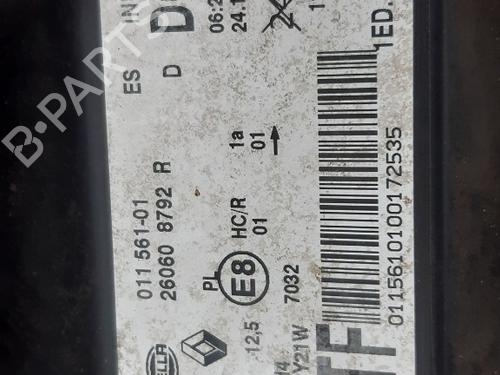 ES
D
06:2
24.1
1ED.
011 561-01
26060 8792 R
PL
E8
HC/R
01
1a
01
12,5
7032
Y21W
0115610100172535
B-PARTS